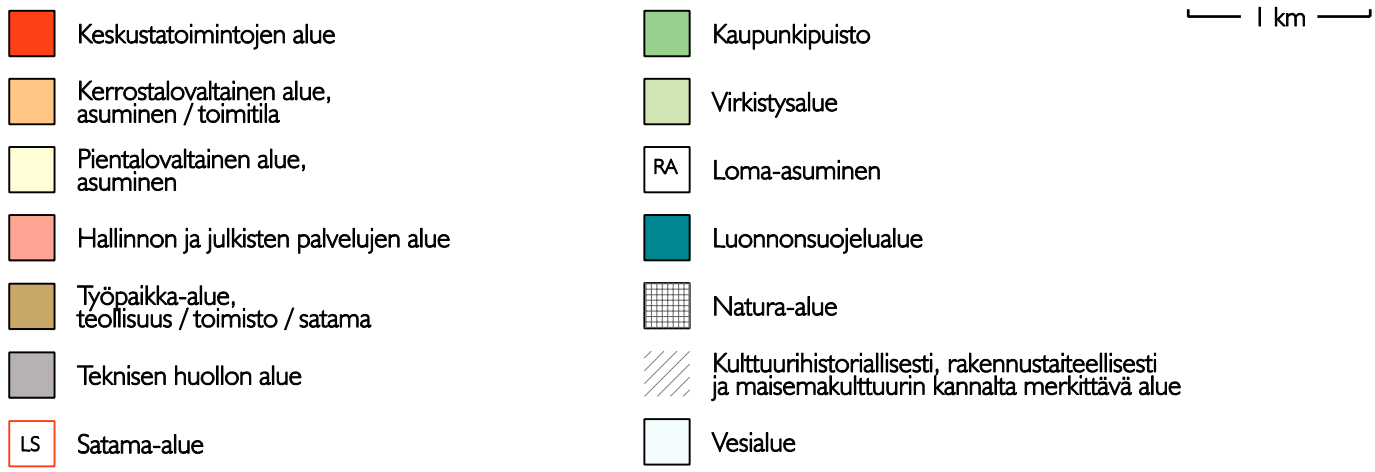 Keskustatoimintojen alue
Kerrostalovaltainen alue,
asuminen / toimitila
Pientalovaltainen alue,
asuminen
Hallinnon ja julkisten palvelujen alue
Työpaikka-alue,
teollisuus / toimisto / satama
Teknisen huollon alue
LS Satama-alue
1 km
Kaupunkipuisto
Virkistysalue
RA Loma-asuminen
Luonnonsuojelualue
Natura-alue
Kulttuurihistoriallisesti, rakennustaiteellisesti
ja maisemakulttuurin kannalta merkittävä alue
Vesialue